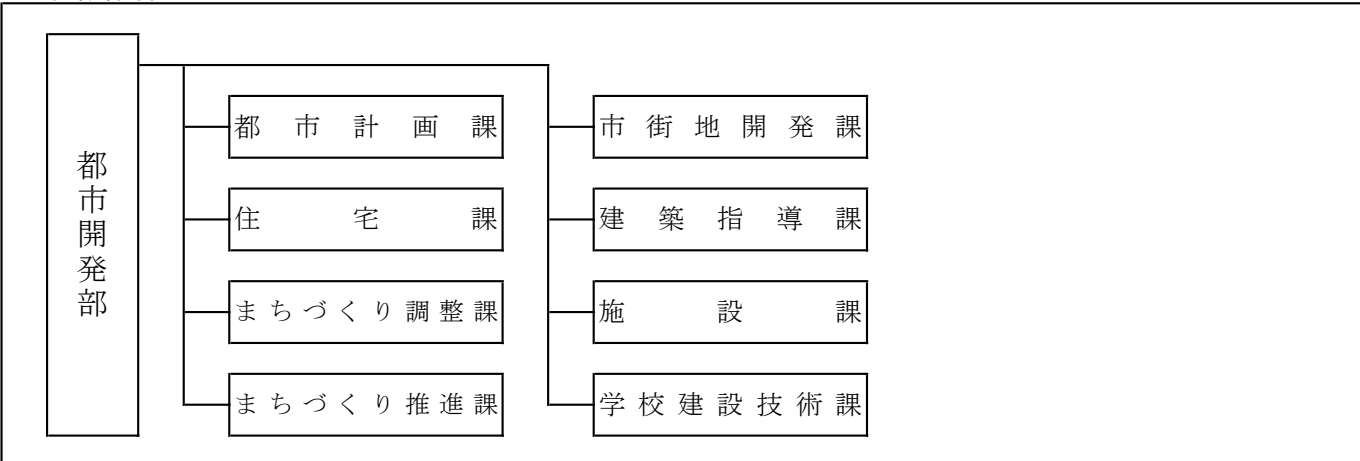 都市開発部
都市計画課
住宅課
まちづくり調整課
まちづくり推進課
市街地開発課
建築指導課
施設課
学校建設技術課